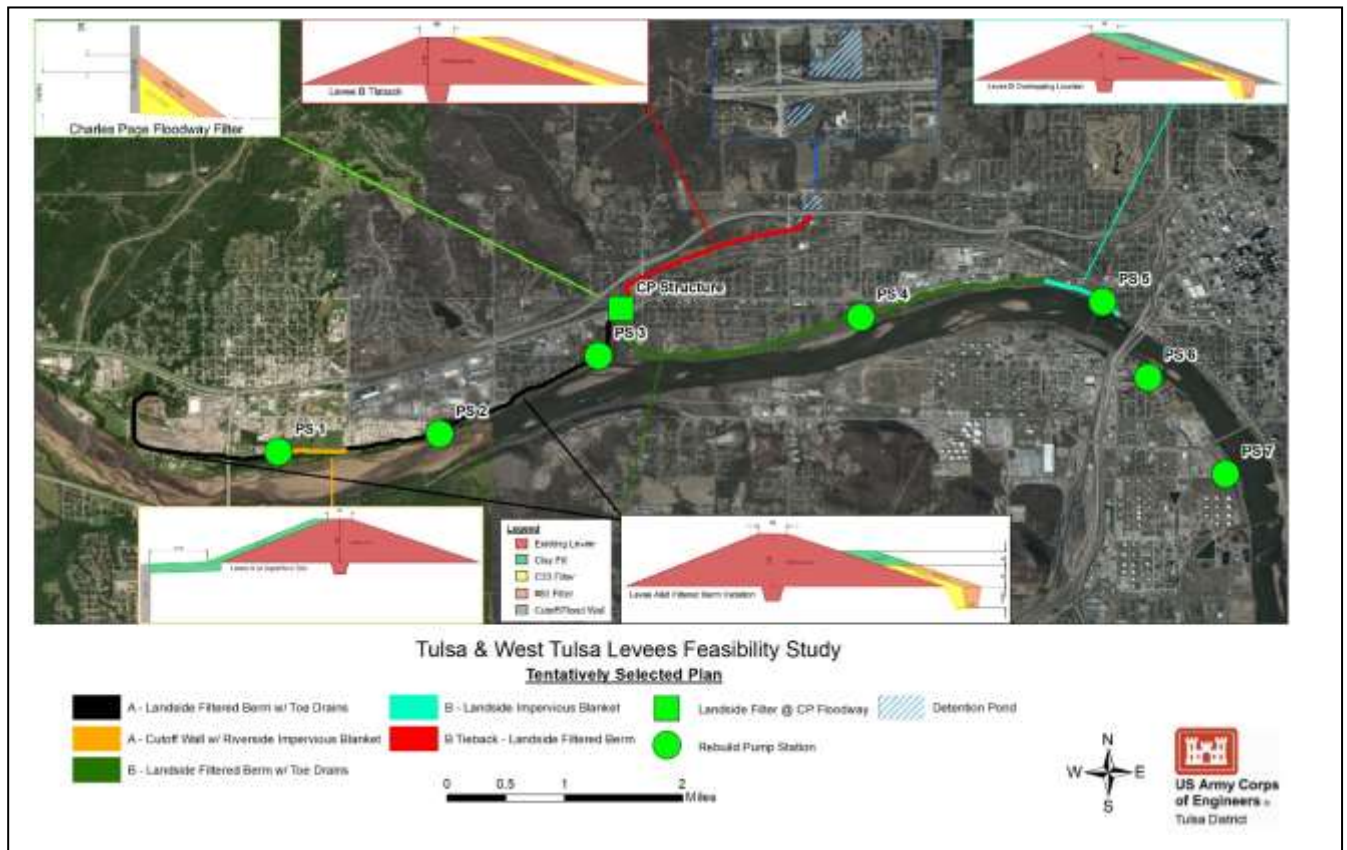 Charles Page Floodway Filter
Levee B Tieback
Levee B Overtopping Location
CP Structure
PS 3
PS 4
PS 5
PS 6
PS 7
PS 2
PS 1
Legend
Existing Levee
Clay Fill
C33 Filter
Filter
Cutoff/Flood Wall
Levee A&B Filtered Berm Variation
Tulsa & West Tulsa Levees Feasibility Study
Tentatively Selected Plan
A - Landside Filtered Berm w/ Toe Drains
B - Landside Impervious Blanket
Landside Filter @ CP Floodway
Detention Pond
A - Cutoff Wall w/ Riverside Impervious Blanket
B Tieback - Landside Filtered Berm
Rebuild Pump Station
B - Landside Filtered Berm w/ Toe Drains
0 0.5 1 2
Miles
N
W E
S
US Army Corps
of Engineers
Tulsa District